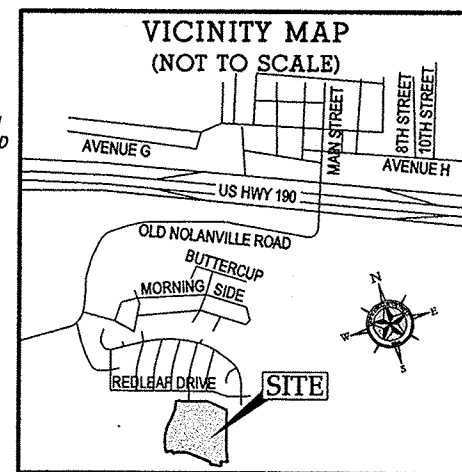 VICINITY MAP
(NOT TO SCALE)
D
AVENUE G
MAIN STREET
8TH STREET
10TH STREET
AVENUE H
US HWY 190
OLD NOLANVILLE ROAD
BUTTERCUP
MORNING SIDE
N
W
E
S
REDLEAF DRIVE
SITE